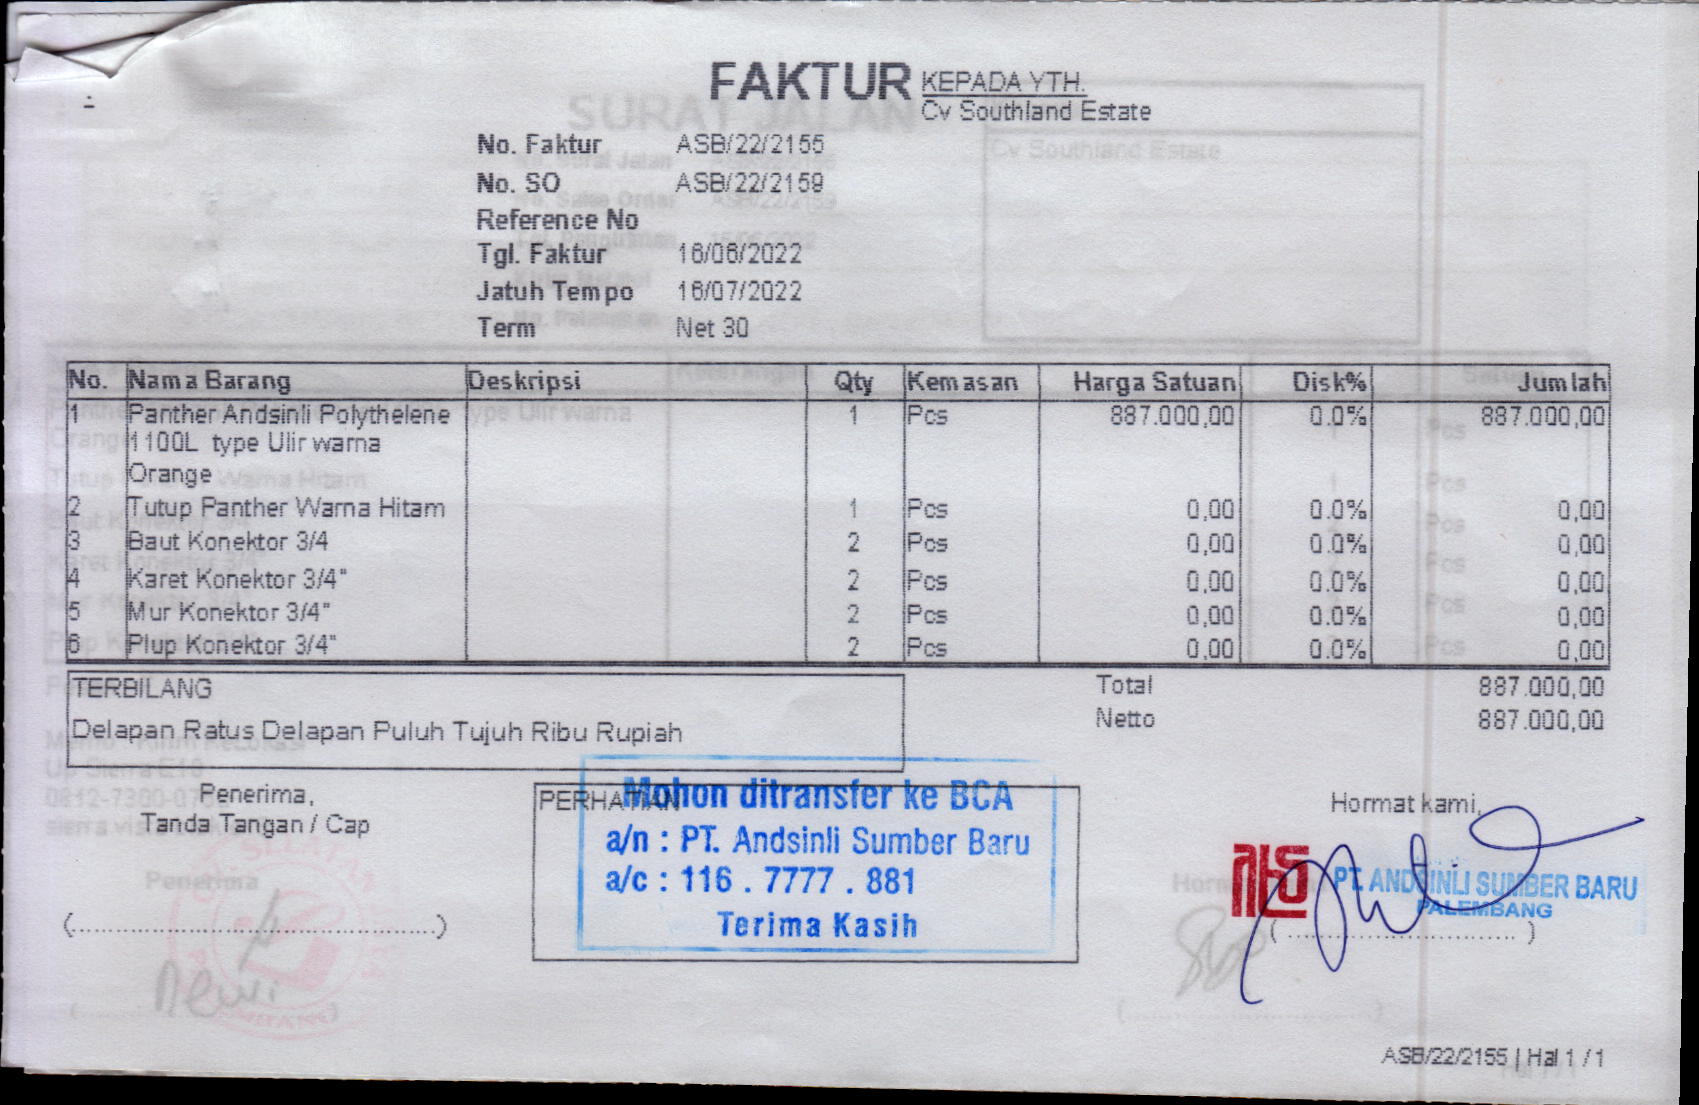 FAKTUR
KEPADA YTH.
Cv Southland Estate
No. Faktur ASB/22/2155
No. SO ASB/22/2159
Reference No
Tgl. Faktur 16/06/2022
Jatuh Tempo 16/07/2022
Term Net 30
No. Nama Barang Deskripsi Qty Kemasan Harga Satuan Disk% Jumlah
1 Panther Andsinli Polythelene 1 Pcs 887.000,00 0.0% 887.000,00
1100L type Ulir warna
Orange
2 Tutup Panther Warna Hitam 1 Pcs 0,00 0.0% 0,00
3 Baut Konektor 3/4 2 Pcs 0,00 0.0% 0,00
4 Karet Konektor 3/4" 2 Pcs 0,00 0.0% 0,00
5 Mur Konektor 3/4" 2 Pcs 0,00 0.0% 0,00
6 Plup Konektor 3/4" 2 Pcs 0,00 0.0% 0,00
TERBILANG
Delapan Ratus Delapan Puluh Tujuh Ribu Rupiah
Total 887.000,00
Netto 887.000,00
Penerima,
Tanda Tangan / Cap
(....................................................)
PERHATIAN
Mohon ditransfer ke BCA
a/n : PT. Andsinli Sumber Baru
a/c : 116 . 7777 . 881
Terima Kasih
Hormat kami,
PT. ANDSINLI SUMBER BARU
PALEMBANG
(.................................)
ASB/22/2155 | Hal 1 / 1
SURAT JALAN
Cv Southland Estate
Penerima
Dewi